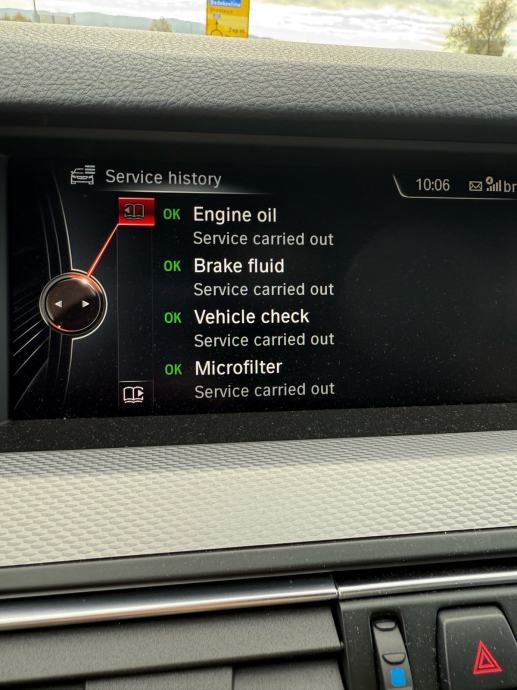 Service history
10:06
br
OK Engine oil
Service carried out
OK Brake fluid
Service carried out
OK Vehicle check
Service carried out
OK Microfilter
Service carried out